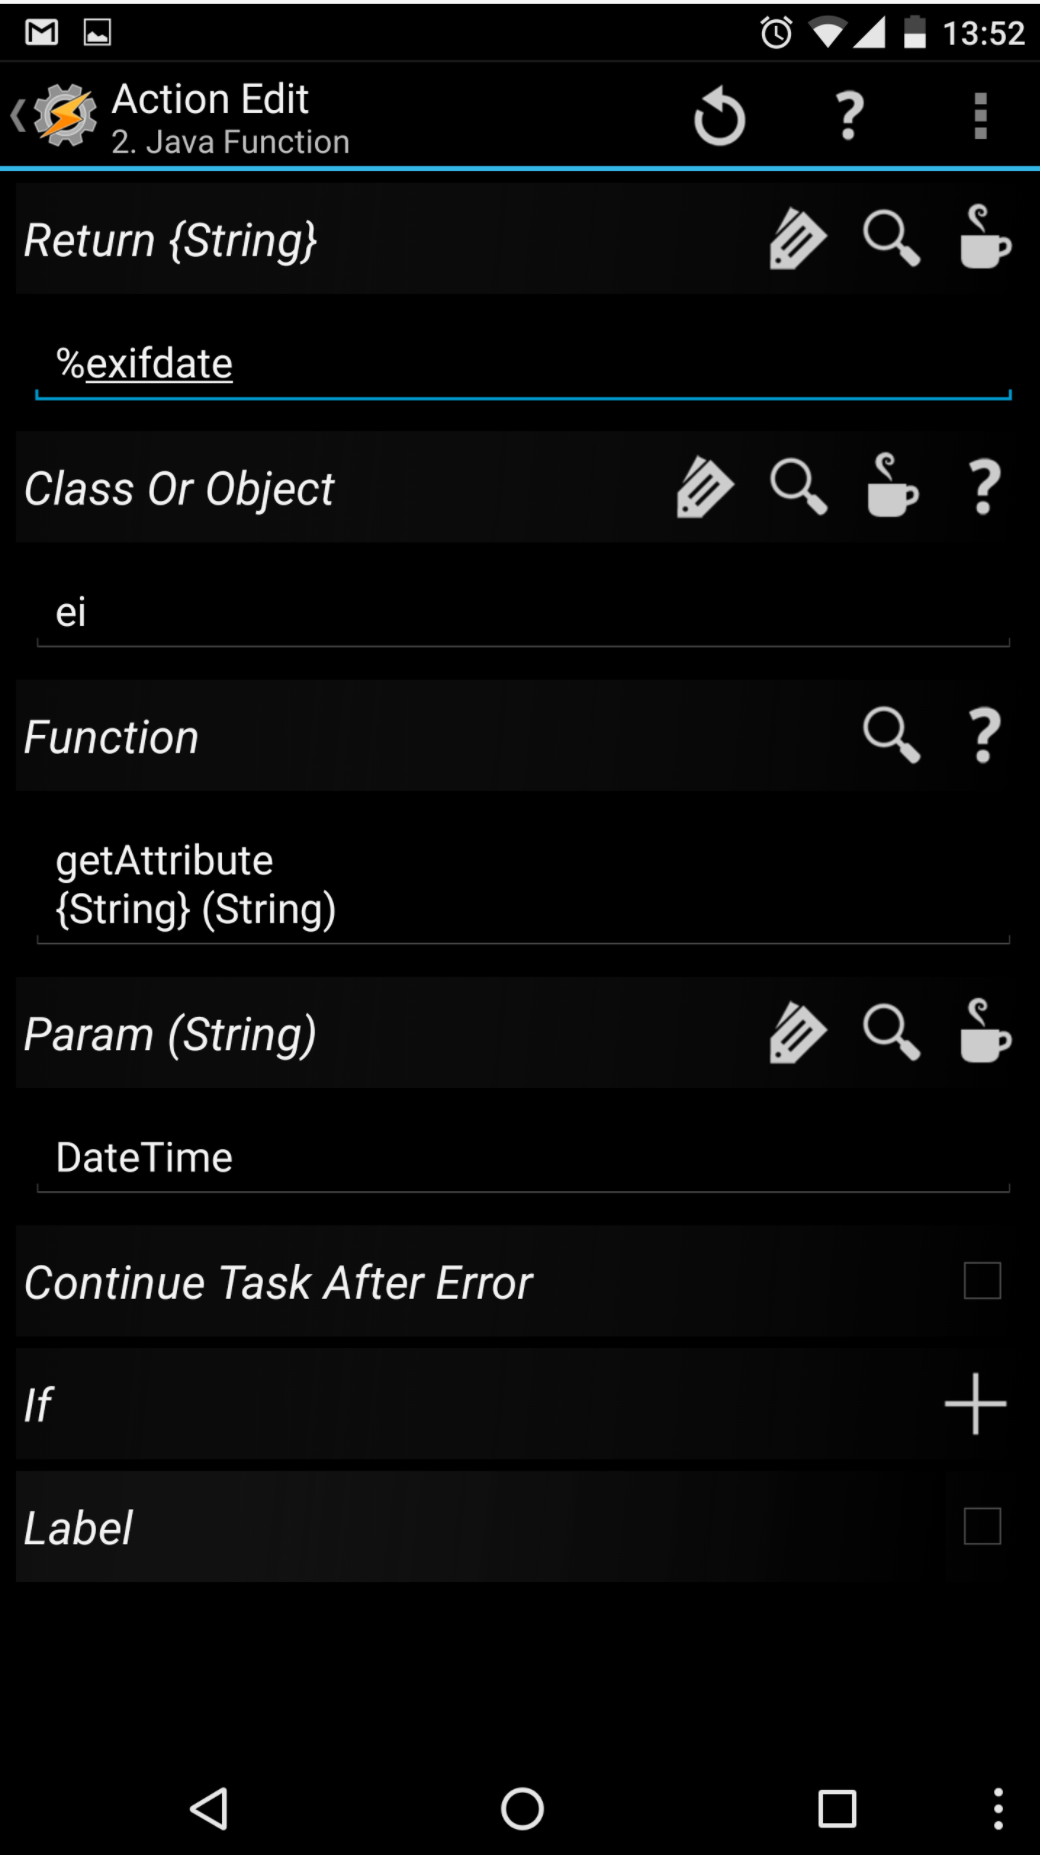 13:52
Action Edit
2. Java Function
Return {String}
%exifdate
Class Or Object
ei
Function
getAttribute
{String} (String)
Param (String)
DateTime
Continue Task After Error
If
Label